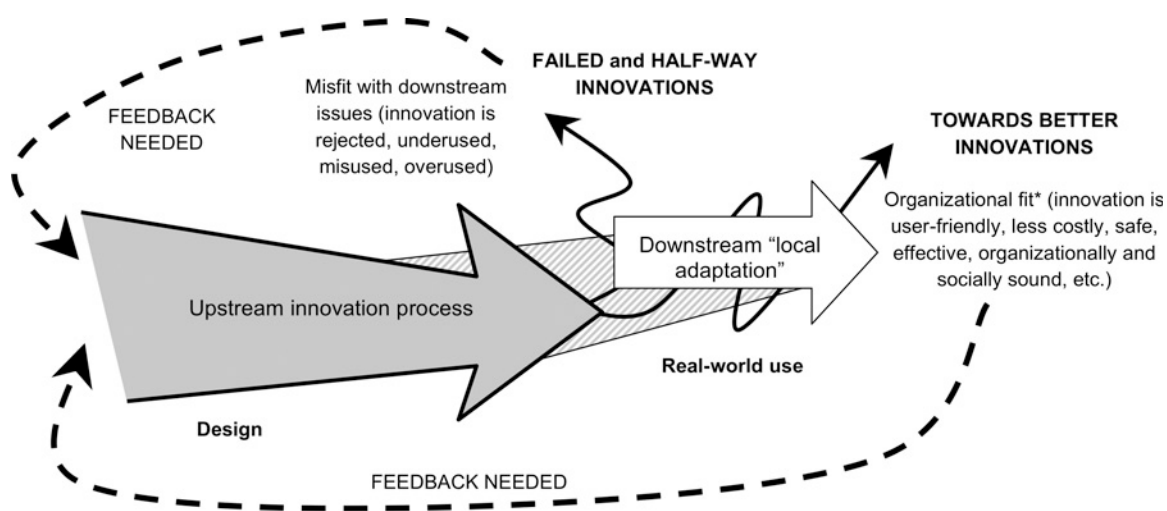 FEEDBACK
NEEDED
Misfit with downstream
issues (innovation is
rejected, underused,
misused, overused)
FAILED and HALF-WAY
INNOVATIONS
TOWARDS BETTER
INNOVATIONS
Organizational fit* (innovation is
user-friendly, less costly, safe,
effective, organizationally and
socially sound, etc.)
Upstream innovation process
Downstream “local
adaptation”
Real-world use
Design
FEEDBACK NEEDED